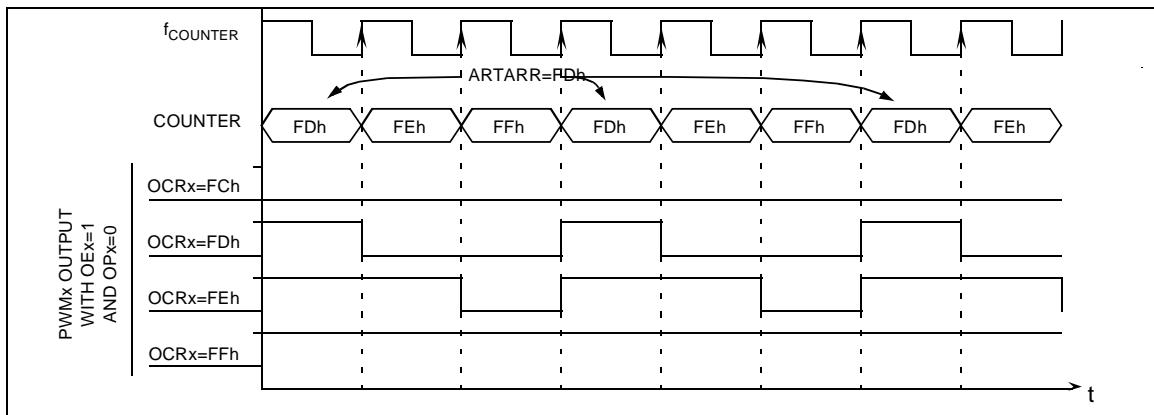 fCOUNTER
ARTARR=FDh
COUNTER
FDh FEh FFh FDh FEh FFh FDh FEh
PWMx OUTPUT
WITH OEx=1
AND OPx=0
OCRx=FCh
OCRx=FDh
OCRx=FEh
OCRx=FFh
t